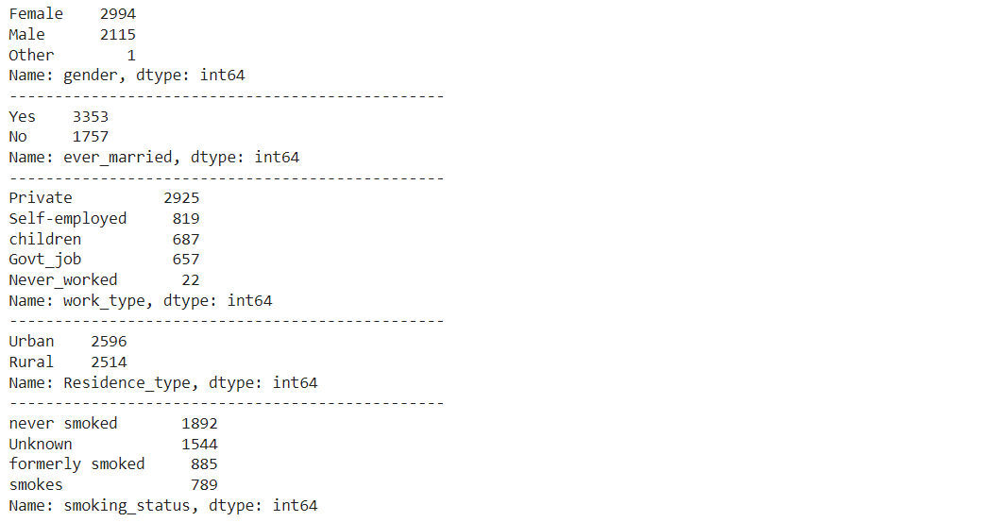 Female    2994
Male      2115
Other        1
Name: gender, dtype: int64
------------------------------------------------
Yes    3353
No     1757
Name: ever_married, dtype: int64
------------------------------------------------
Private          2925
Self-employed     819
children          687
Govt_job          657
Never_worked       22
Name: work_type, dtype: int64
------------------------------------------------
Urban    2596
Rural    2514
Name: Residence_type, dtype: int64
------------------------------------------------
never smoked       1892
Unknown            1544
formerly smoked     885
smokes              789
Name: smoking_status, dtype: int64